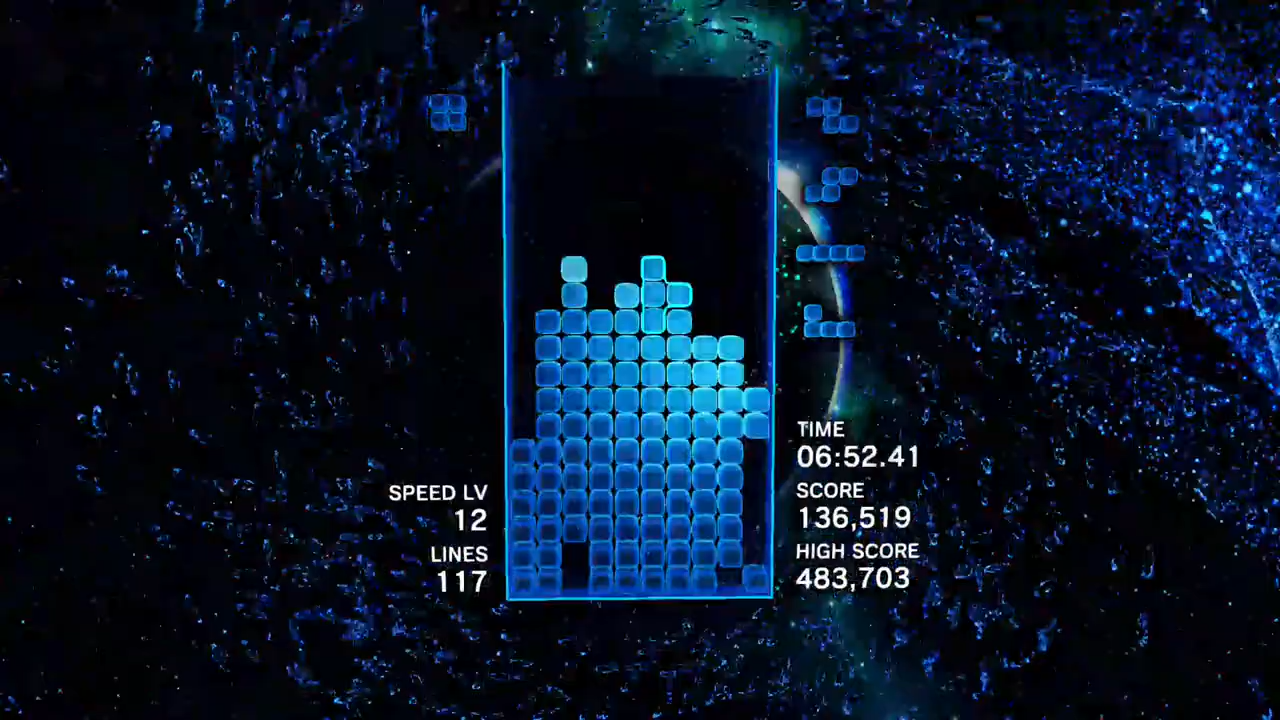 SPEED LV
12
LINES
117
TIME
06:52.41
SCORE
136,519
HIGH SCORE
483,703